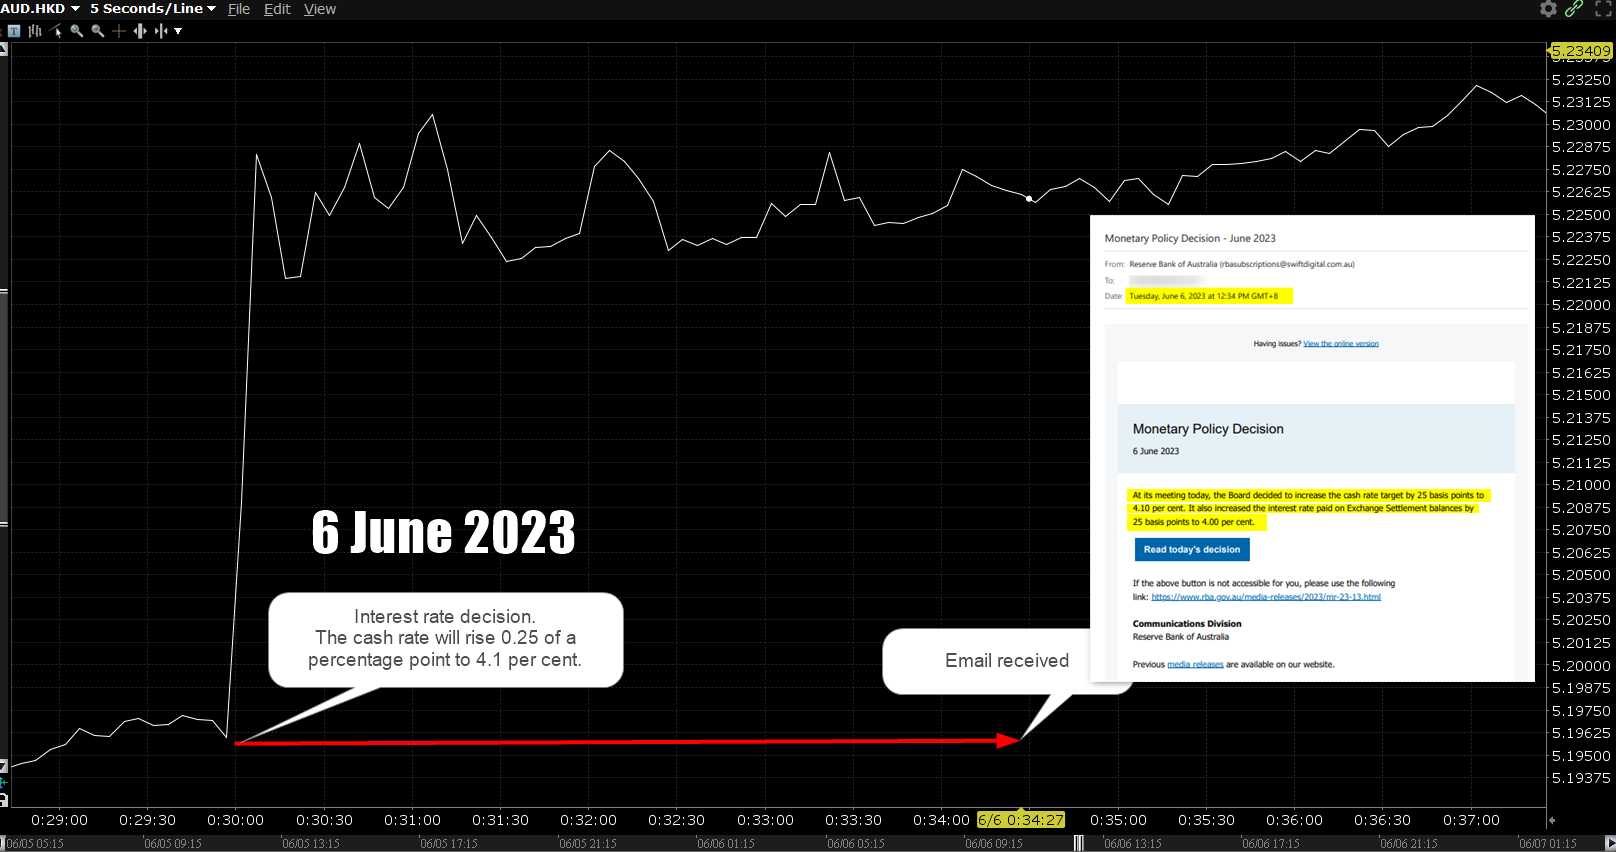 AUD.HKD 5 Seconds/Line File Edit View
5.23409
5.23375
5.23250
5.23125
5.23000
5.22875
5.22750
5.22625
5.22500
5.22375
5.22250
5.22125
5.22000
5.21875
5.21750
5.21625
5.21500
5.21375
5.21250
5.21125
5.21000
5.20875
5.20750
5.20625
5.20500
5.20375
5.20250
5.20125
5.20000
5.19875
5.19750
5.19625
5.19500
5.19375
Monetary Policy Decision - June 2023
From: Reserve Bank of Australia (rbasubscriptions@swiftdigital.com.au)
To:
Date: Tuesday, June 6, 2023 at 12:34 PM GMT+8
Having issues? View the online version
Monetary Policy Decision
6 June 2023
At its meeting today, the Board decided to increase the cash rate target by 25 basis points to
4.10 per cent. It also increased the interest rate paid on Exchange Settlement balances by
25 basis points to 4.00 per cent.
Read today's decision
If the above button is not accessible for you, please use the following
link: https://www.rba.gov.au/media-releases/2023/mr-23-13.html
Communications Division
Reserve Bank of Australia
Previous media releases are available on our website.
6 June 2023
Interest rate decision.
The cash rate will rise 0.25 of a
percentage point to 4.1 per cent.
Email received
0:29:00 0:29:30 0:30:00 0:30:30 0:31:00 0:31:30 0:32:00 0:32:30 0:33:00 0:33:30 0:34:00 6/6 0:34:27 0:35:00 0:35:30 0:36:00 0:36:30 0:37:00
06/05 05:15 06/05 09:15 06/05 13:15 06/05 17:15 06/05 21:15 06/06 01:15 06/06 05:15 06/06 09:15 06/06 13:15 06/06 17:15 06/06 21:15 06/07 01:15